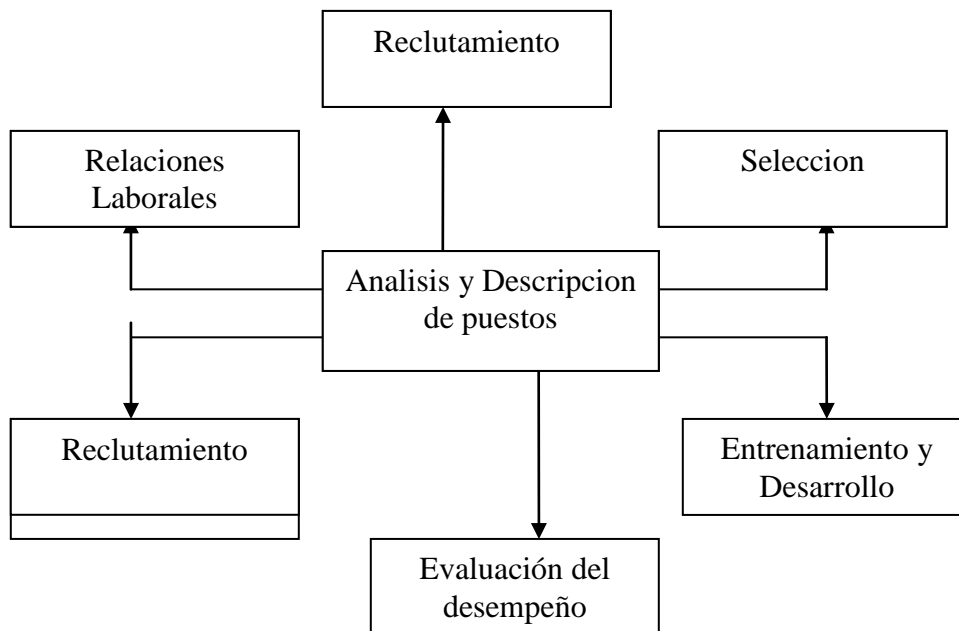 Reclutamiento
Relaciones
Laborales
Seleccion
Analisis y Descripcion
de puestos
Reclutamiento
Entrenamiento y
Desarrollo
Evaluación del
desempeño